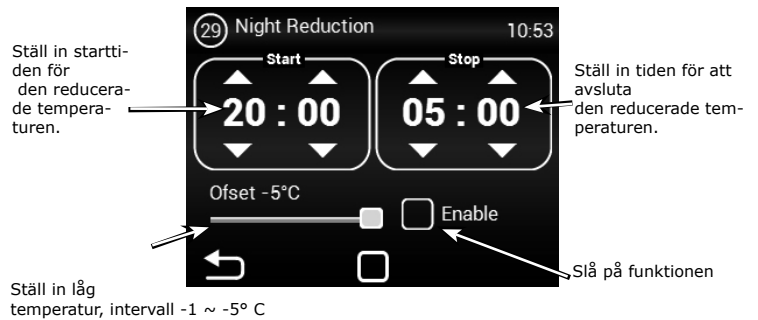 29 Night Reduction 10:53
Ställ in startti-
den för
den reducera-
de tempera-
turen.
Start
20 : 00
Stop
05 : 00
Ställ in tiden för att
avsluta
den reducerade tem-
peraturen.
Ofset -5°C
Enable
Slå på funktionen
Ställ in låg
temperatur, intervall -1 ~ -5° C